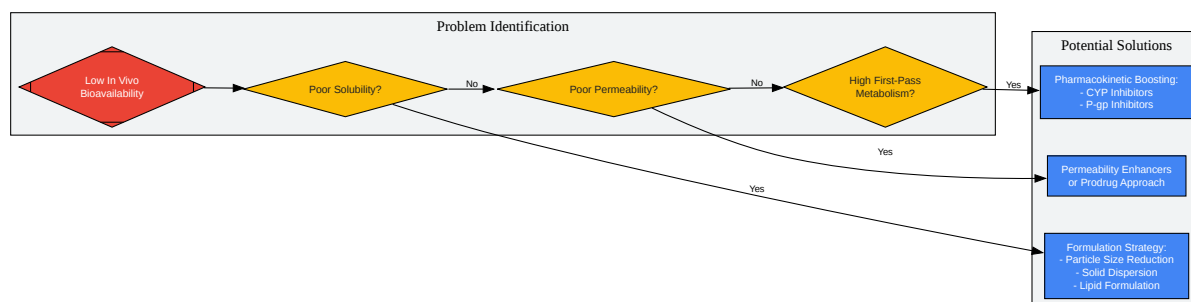 Problem Identification
Low In Vivo
Bioavailability
Poor Solubility?
No
Poor Permeability?
No
High First-Pass
Metabolism?
Yes
Yes
Yes
Potential Solutions
Pharmacokinetic Boosting:
- CYP Inhibitors
- P-gp Inhibitors
Permeability Enhancers
or Prodrug Approach
Formulation Strategy:
- Particle Size Reduction
- Solid Dispersion
- Lipid Formulation